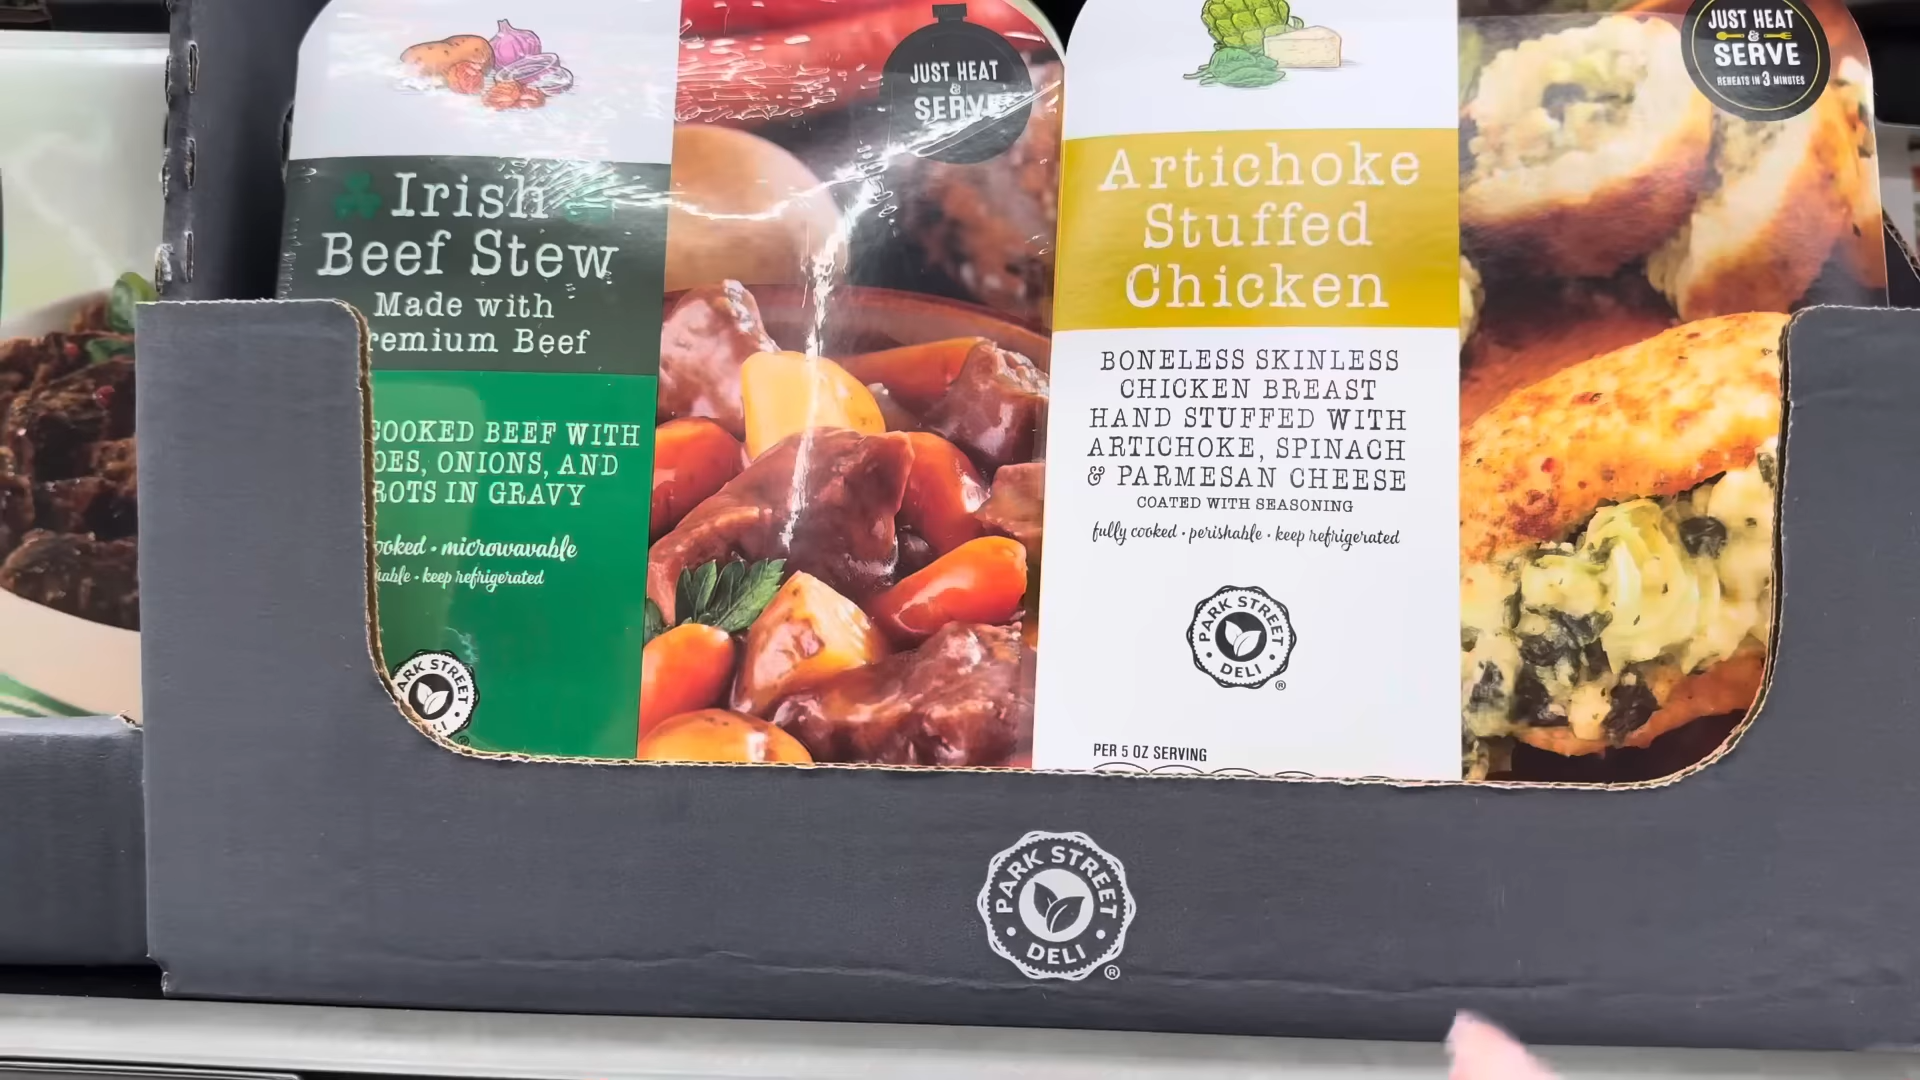 JUST HEAT
&
SERVE
Irish
Beef Stew
Made with
remium Beef
COOKED BEEF WITH
OES, ONIONS, AND
ROTS IN GRAVY
ooked • microwavable
hable • keep refrigerated
PARK STREET
DELI
®
JUST HEAT
&
SERVE
REHEATS IN 3 MINUTES
Artichoke
Stuffed
Chicken
BONELESS SKINLESS
CHICKEN BREAST
HAND STUFFED WITH
ARTICHOKE, SPINACH
& PARMESAN CHEESE
COATED WITH SEASONING
fully cooked • perishable • keep refrigerated
PARK STREET
• DELI •
®
PER 5 OZ SERVING
PARK STREET
• DELI •
®